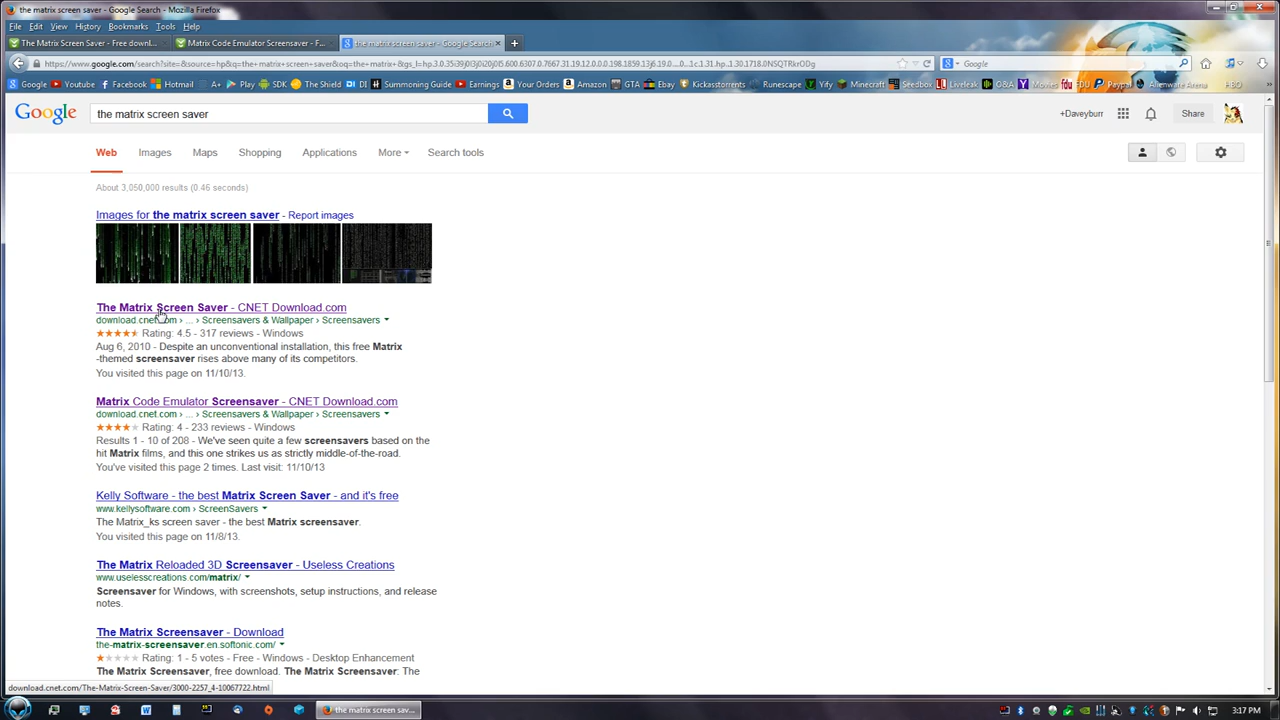 the matrix screen saver - Google Search - Mozilla Firefox
File Edit View History Bookmarks Tools Help
The Matrix Screen Saver - Free downl...
Matrix Code Emulator Screensaver - F...
the matrix screen saver - Google Search
Google
Google Youtube Facebook Hotmail A+ Play SDK The Shield DI Summoning Guide Earnings Your Orders Amazon GTA Ebay Kickasstorrents Runescape Yify Minecraft Seedbox Liveleak Q&A Movies FDU Paypal Alienware Arena HBO
Google
the matrix screen saver
+Daveyburr
Share
Web Images Maps Shopping Applications More Search tools
About 3,050,000 results (0.46 seconds)
Images for the matrix screen saver - Report images
The Matrix Screen Saver - CNET Download.com
download.cnet.com › ... › Screensavers & Wallpaper › Screensavers
Rating: 4.5 - 317 reviews - Windows
Aug 6, 2010 - Despite an unconventional installation, this free Matrix
-themed screensaver rises above many of its competitors.
You visited this page on 11/10/13.
Matrix Code Emulator Screensaver - CNET Download.com
download.cnet.com › ... › Screensavers & Wallpaper › Screensavers
Rating: 4 - 233 reviews - Windows
Results 1 - 10 of 208 - We've seen quite a few screensavers based on the
hit Matrix films, and this one strikes us as strictly middle-of-the-road.
You've visited this page 2 times. Last visit: 11/10/13
Kelly Software - the best Matrix Screen Saver - and it's free
www.kellysoftware.com › ScreenSavers
The Matrix_ks screen saver - the best Matrix screensaver.
You visited this page on 11/8/13.
The Matrix Reloaded 3D Screensaver - Useless Creations
www.uselesscreations.com/matrix/
Screensaver for Windows, with screenshots, setup instructions, and release
notes.
The Matrix Screensaver - Download
the-matrix-screensaver.en.softonic.com/
Rating: 1 - 5 votes - Free - Windows - Desktop Enhancement
The Matrix Screensaver, free download. The Matrix Screensaver: The
download.cnet.com/The-Matrix-Screen-Saver/3000-2257_4-10067722.html
the matrix screen sav...
3:17 PM